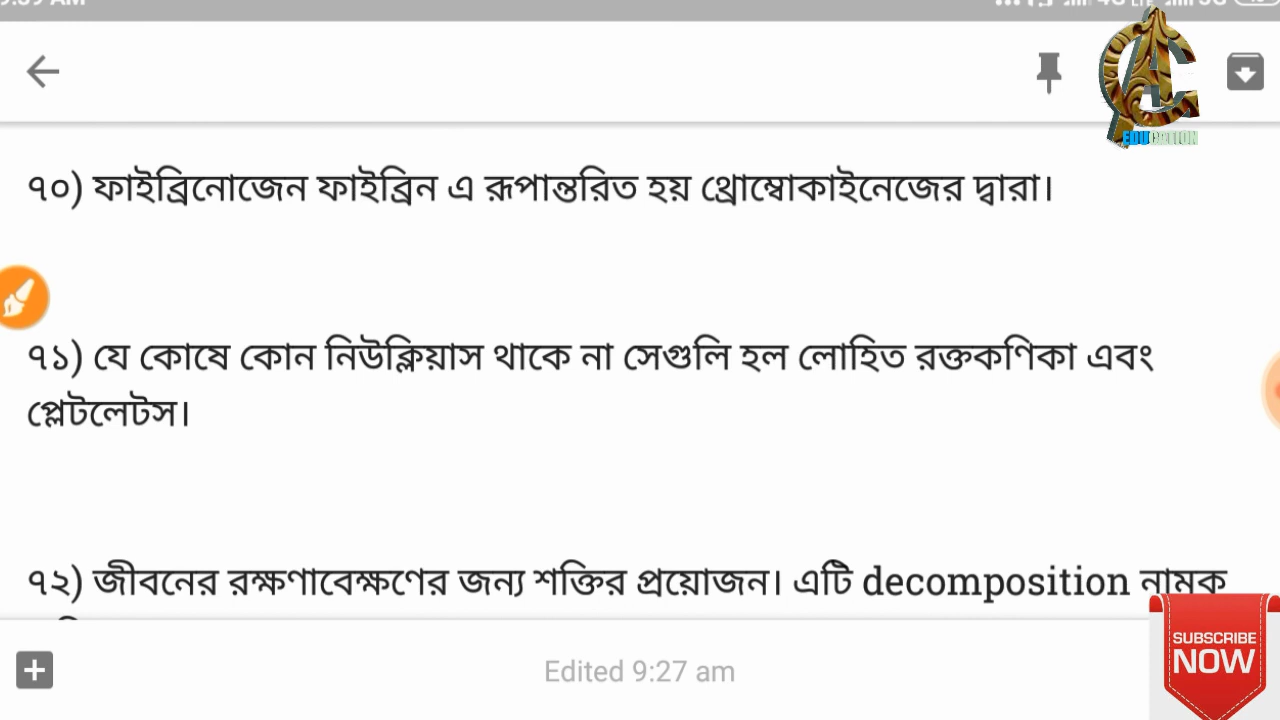 EDUCATION
৭০) ফাইব্রিনোজেন ফাইব্রিন এ রূপান্তরিত হয় থ্রোম্বোকাইনেজের দ্বারা।
৭১) যে কোষে কোন নিউক্লিয়াস থাকে না সেগুলি হল লোহিত রক্তকণিকা এবং
প্লেটলেটস।
৭২) জীবনের রক্ষণাবেক্ষণের জন্য শক্তির প্রয়োজন। এটি decomposition নামক
SUBSCRIBE
NOW
Edited 9:27 am